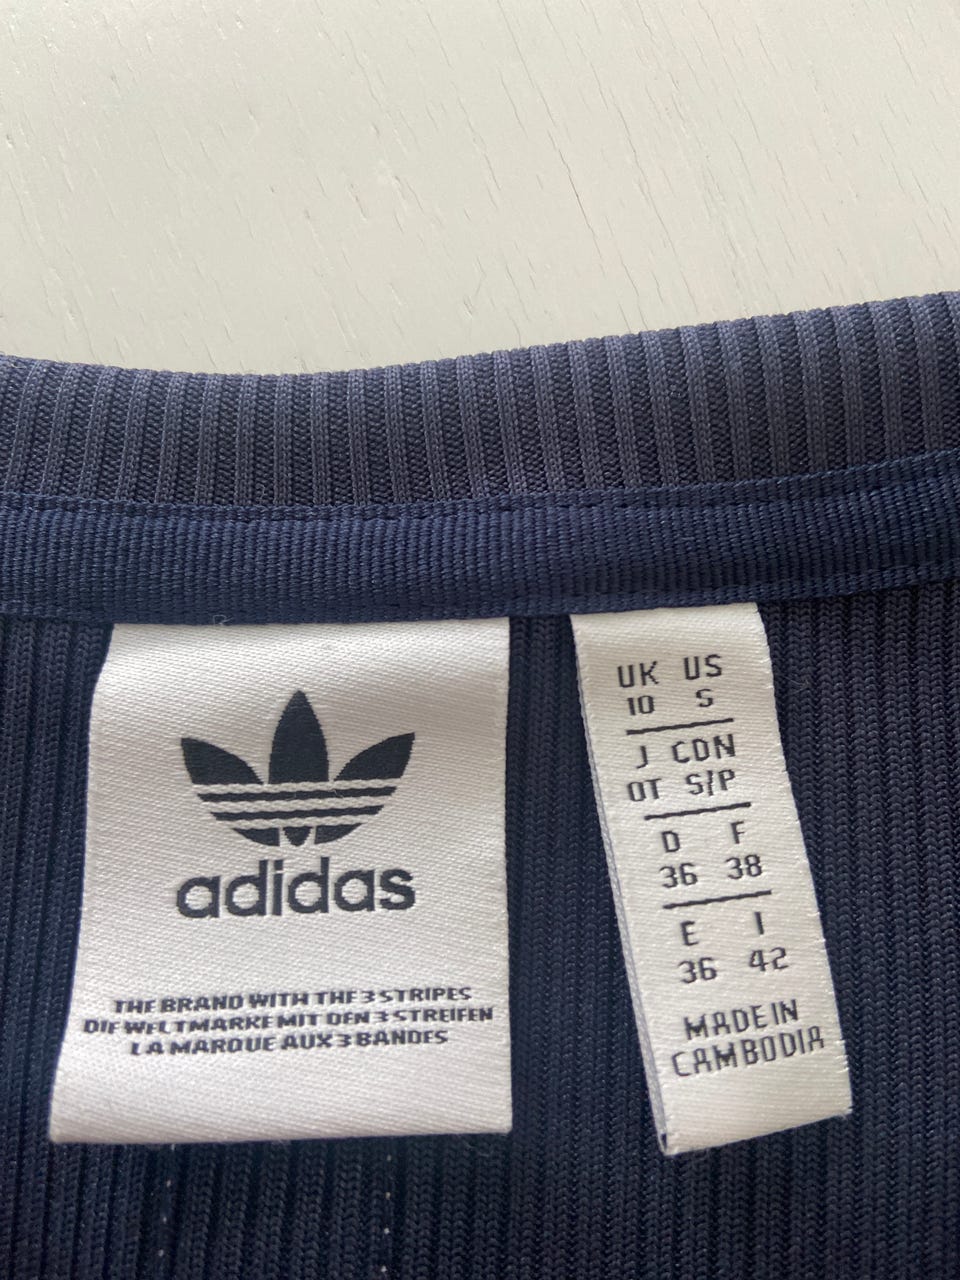 adidas
THE BRAND WITH THE 3 STRIPES
DIE WELTMARKE MIT DEN 3 STREIFEN
LA MARQUE AUX 3 BANDES
UK US
10 S
J CDN
OT S/P
D F
36 38
E I
36 42
MADE IN
CAMBODIA